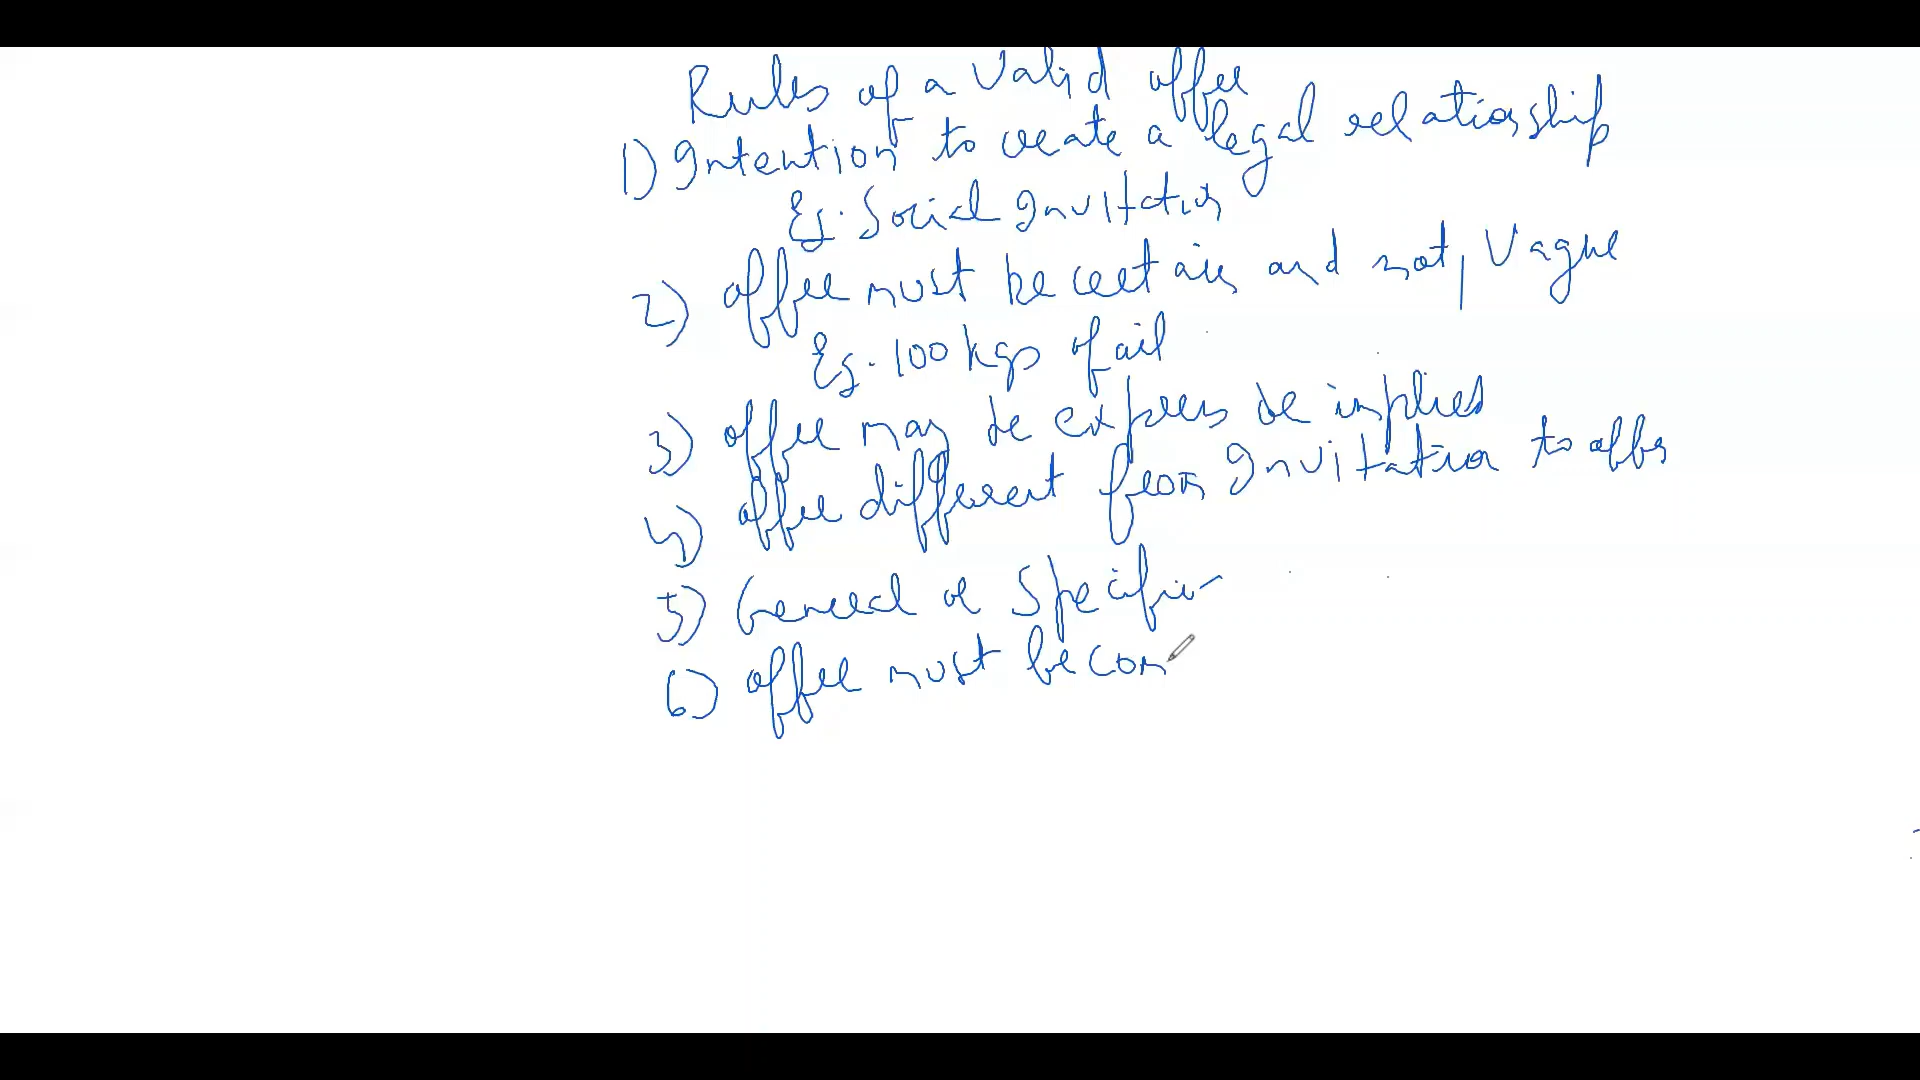 Rules of a Valid offer
1) Intention to create a legal relationship
Eg. Social Invitation
2) offer must be certain and not, Vague
Eg. 100 kgs of oil
3) offer may be express or implied
4) offer different from Invitation to offer
5) General or Specific
6) offer must be com